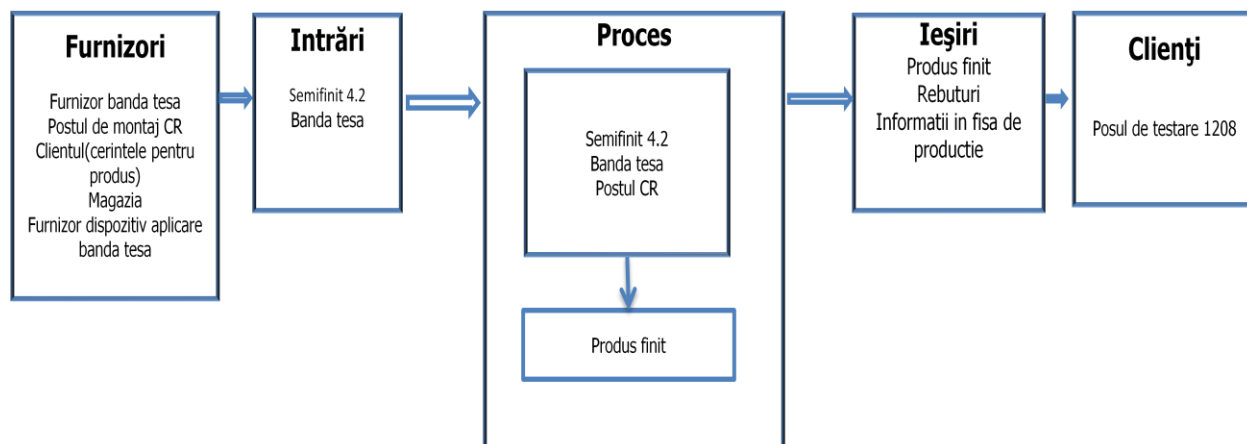 Furnizori
Furnizor banda tesa
Postul de montaj CR
Clientul(cerintele pentru
produs)
Magazia
Furnizor dispozitiv aplicare
banda tesa
Intrări
Semifinit 4.2
Banda tesa
Proces
Semifinit 4.2
Banda tesa
Postul CR
Produs finit
Ieşiri
Produs finit
Rebuturi
Informatii in fisa de
productie
Clienţi
Posul de testare 1208